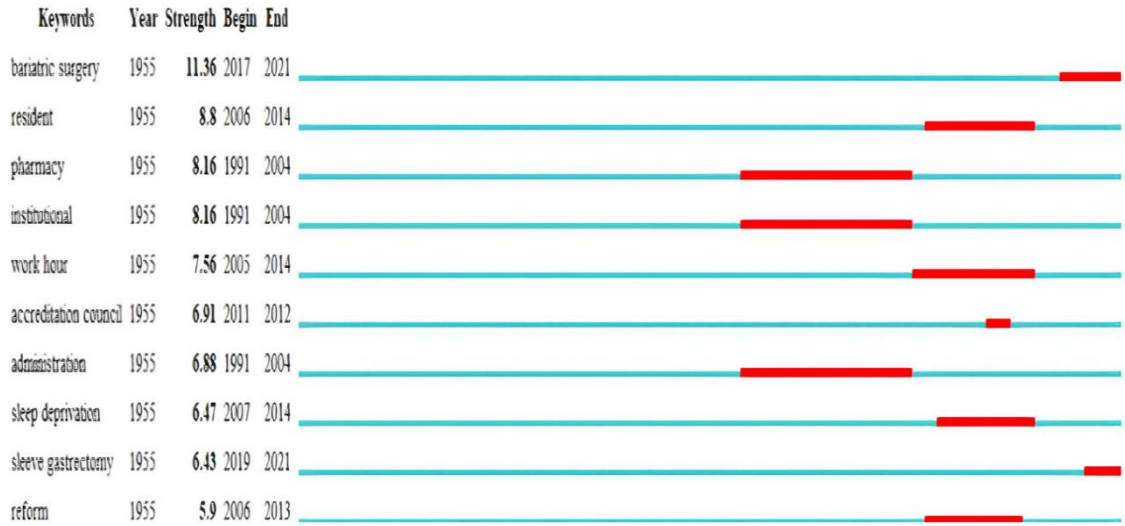 Keywords Year Strength Begin End
bariatric surgery 1955 11.36 2017 2021
resident 1955 8.8 2006 2014
pharmacy 1955 8.16 1991 2004
institutional 1955 8.16 1991 2004
work hour 1955 7.56 2005 2014
accreditation council 1955 6.91 2011 2012
administration 1955 6.88 1991 2004
sleep deprivation 1955 6.47 2007 2014
sleeve gastrectomy 1955 6.43 2019 2021
reform 1955 5.9 2006 2013